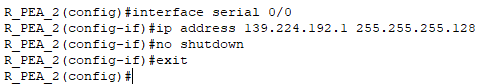 R_PEA_2(config)#interface serial 0/0
R_PEA_2(config-if)#ip address 139.224.192.1 255.255.255.128
R_PEA_2(config-if)#no shutdown
R_PEA_2(config-if)#exit
R_PEA_2(config)#